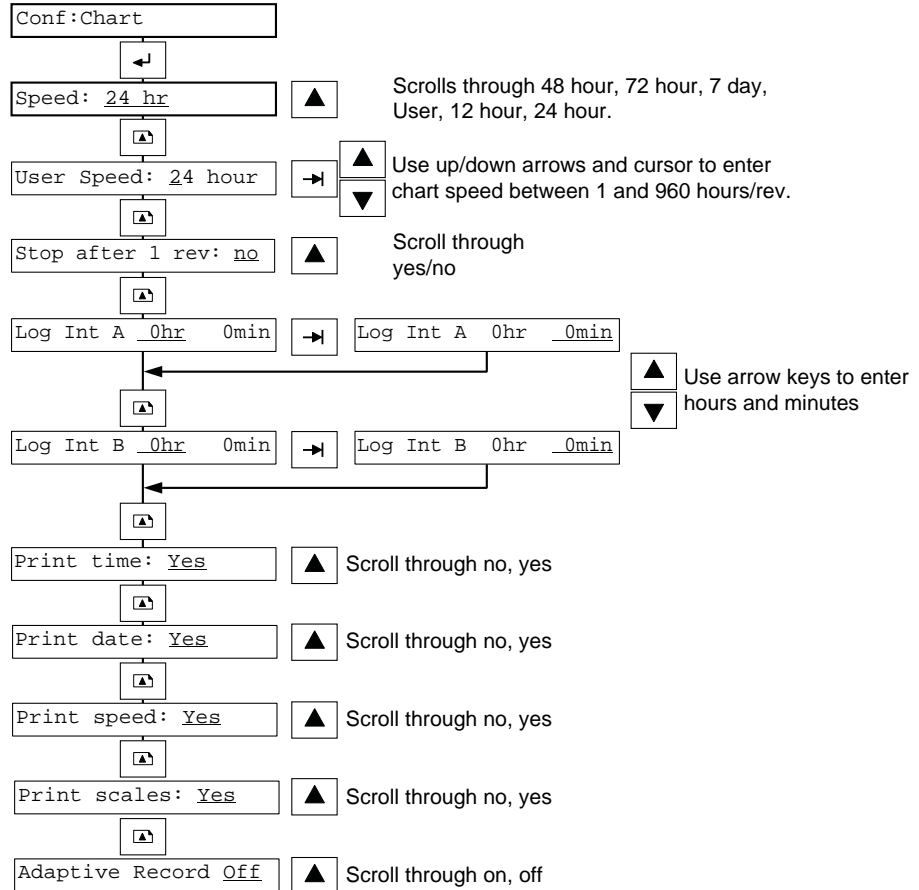 Conf:Chart
Speed: 24 hr
Scrolls through 48 hour, 72 hour, 7 day,
User, 12 hour, 24 hour.
User Speed: 24 hour
Use up/down arrows and cursor to enter
chart speed between 1 and 960 hours/rev.
Stop after 1 rev: no
Scroll through
yes/no
Log Int A 0hr 0min
Log Int A 0hr 0min
Use arrow keys to enter
hours and minutes
Log Int B 0hr 0min
Log Int B 0hr 0min
Print time: Yes
Scroll through no, yes
Print date: Yes
Scroll through no, yes
Print speed: Yes
Scroll through no, yes
Print scales: Yes
Scroll through no, yes
Adaptive Record Off
Scroll through on, off